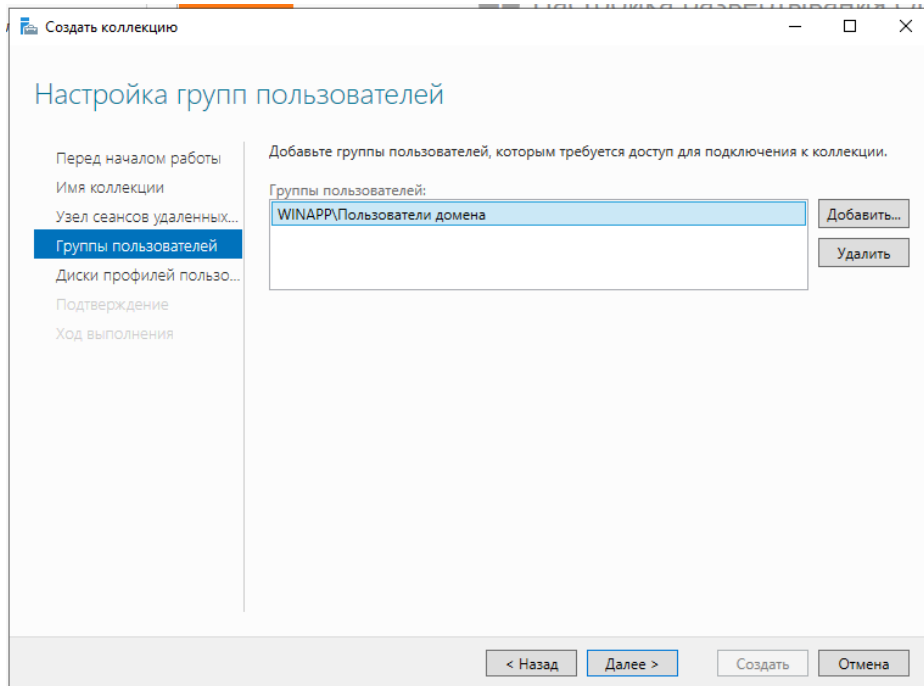 Создать коллекцию
Настройка групп пользователей
Перед началом работы
Имя коллекции
Узел сеансов удаленных...
Группы пользователей
Диски профилей пользо...
Подтверждение
Ход выполнения
Добавьте группы пользователей, которым требуется доступ для подключения к коллекции.
Группы пользователей:
WINAPP\Пользователи домена
Добавить...
Удалить
< Назад
Далее >
Создать
Отмена